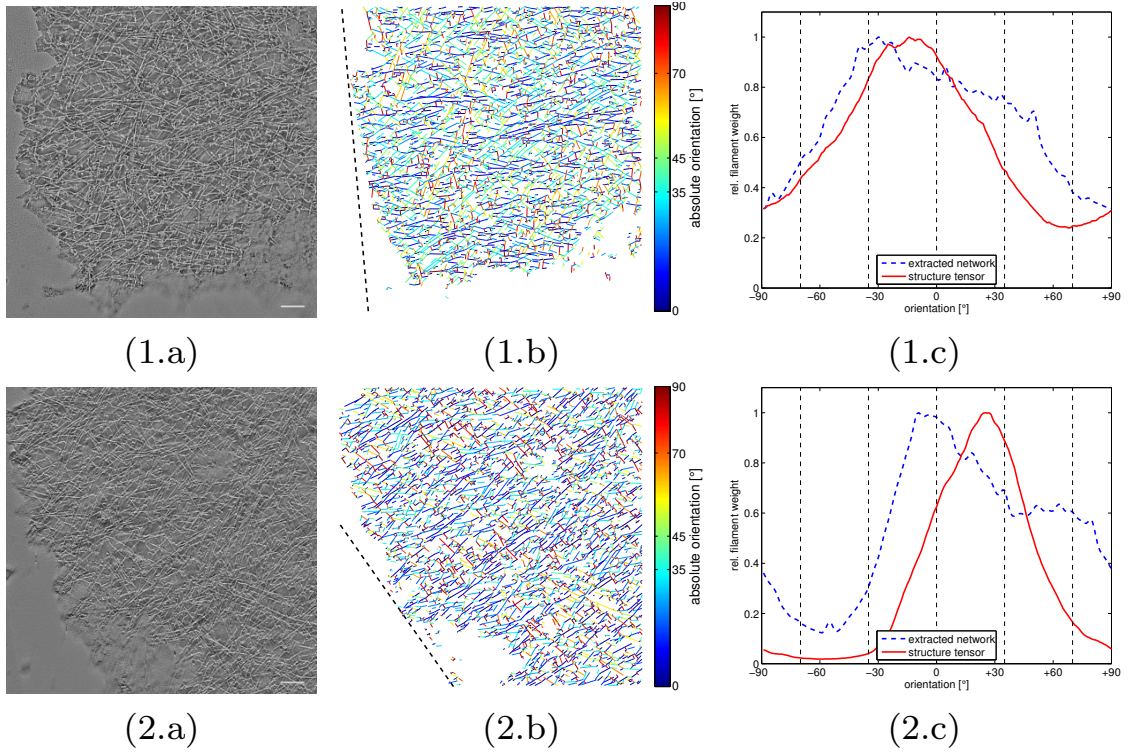 90
70
45
35
0
absolute orientation [°]
1
0.8
0.6
0.4
0.2
0
rel. filament weight
extracted network
structure tensor
-90 -60 -30 0 +30 +60 +90
orientation [°]
(1.a) (1.b) (1.c)
90
70
45
35
0
absolute orientation [°]
1
0.8
0.6
0.4
0.2
0
rel. filament weight
extracted network
structure tensor
-90 -60 -30 0 +30 +60 +90
orientation [°]
(2.a) (2.b) (2.c)